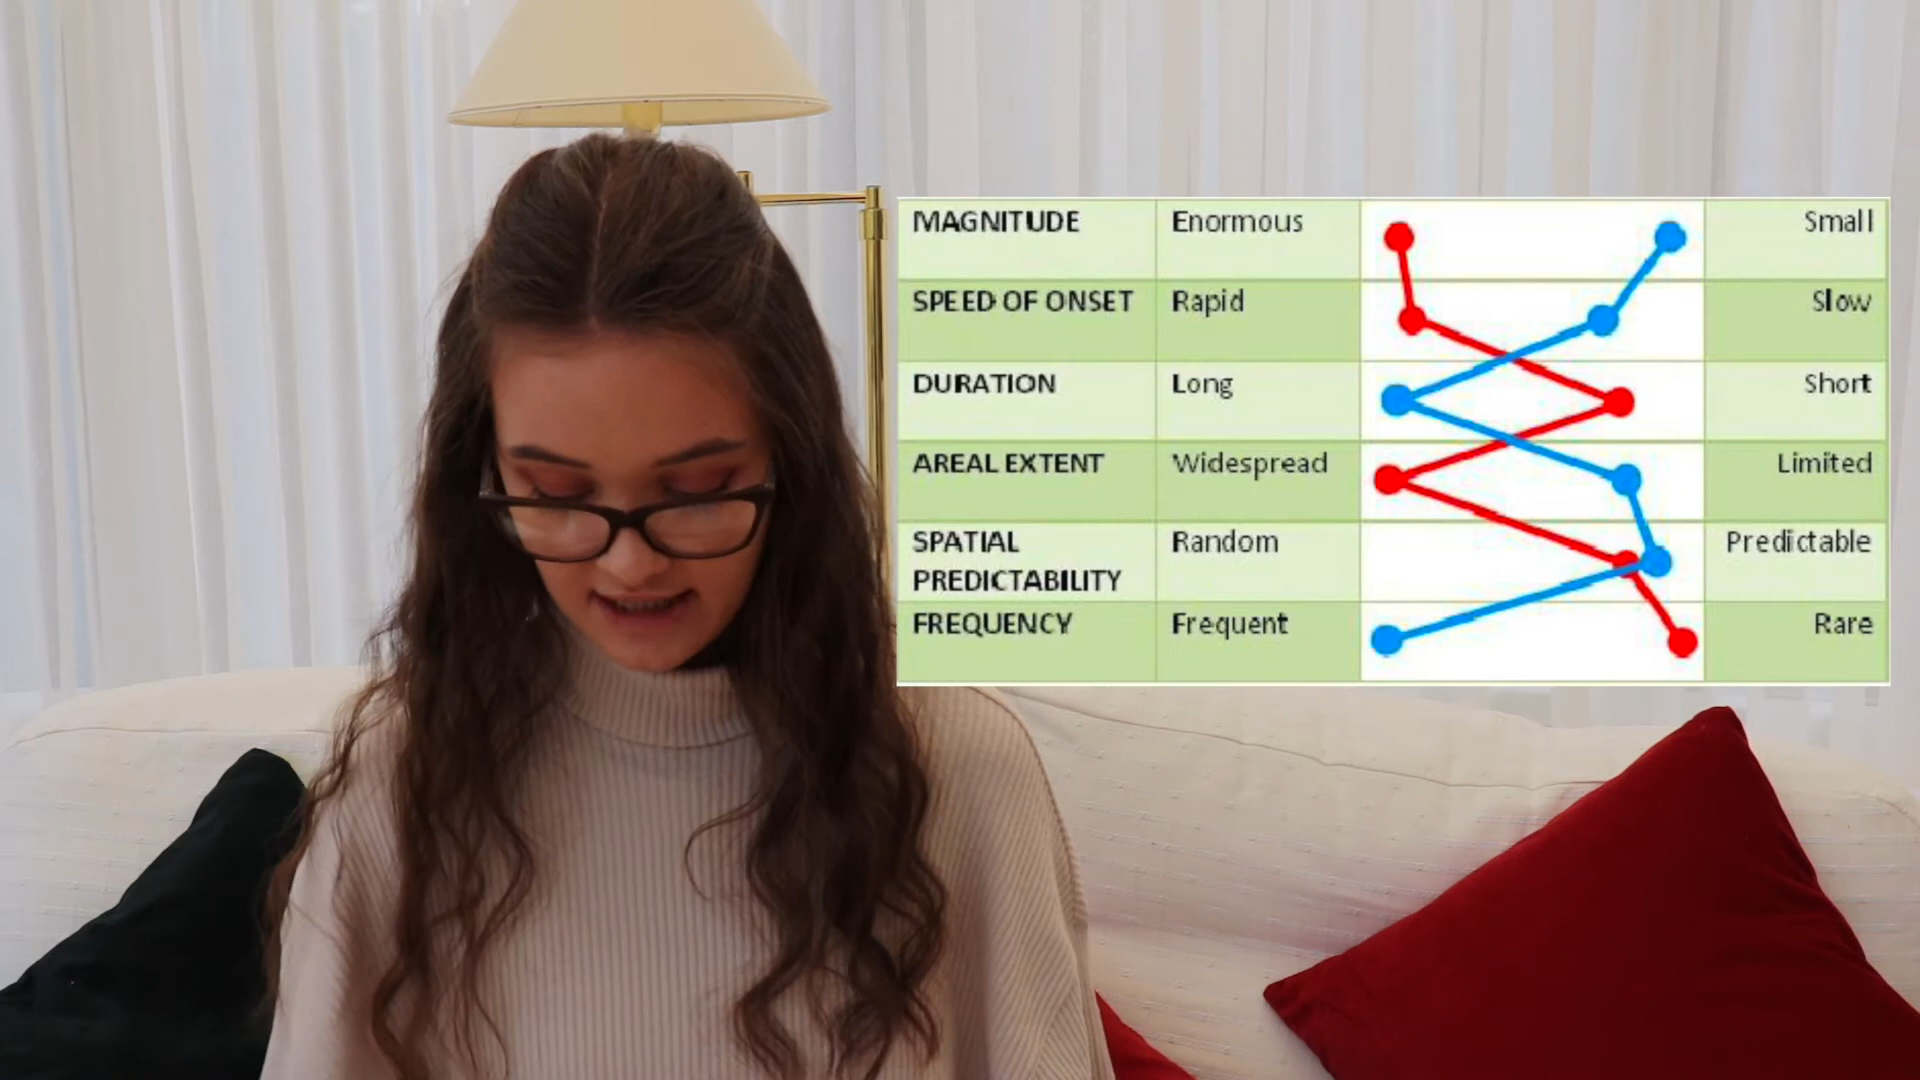 MAGNITUDE Enormous Small
SPEED OF ONSET Rapid Slow
DURATION Long Short
AREAL EXTENT Widespread Limited
SPATIAL PREDICTABILITY Random Predictable
FREQUENCY Frequent Rare